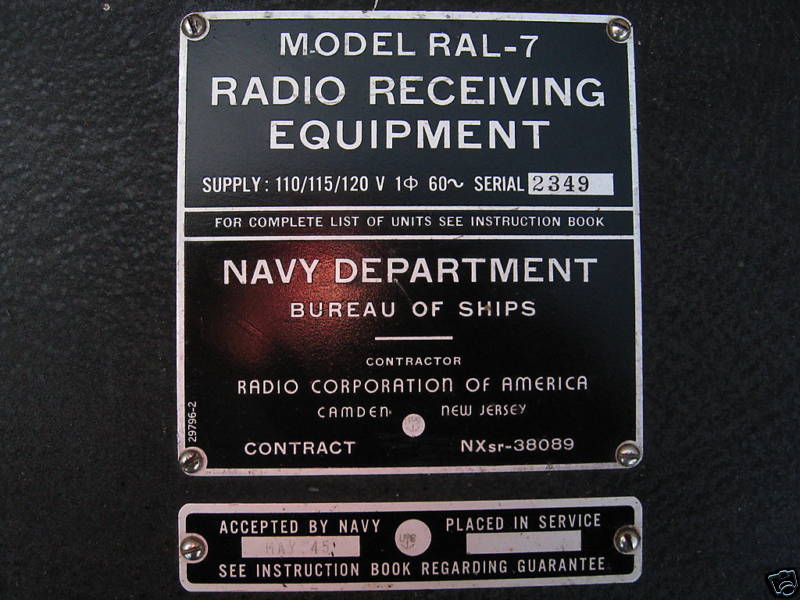 MODEL RAL-7
RADIO RECEIVING
EQUIPMENT
SUPPLY: 110/115/120 V 1Φ 60~ SERIAL 2349
FOR COMPLETE LIST OF UNITS SEE INSTRUCTION BOOK
NAVY DEPARTMENT
BUREAU OF SHIPS
CONTRACTOR
RADIO CORPORATION OF AMERICA
CAMDEN, NEW JERSEY
29796-2
CONTRACT NXsr-38089
ACCEPTED BY NAVY PLACED IN SERVICE
MAY 45
SEE INSTRUCTION BOOK REGARDING GUARANTEE